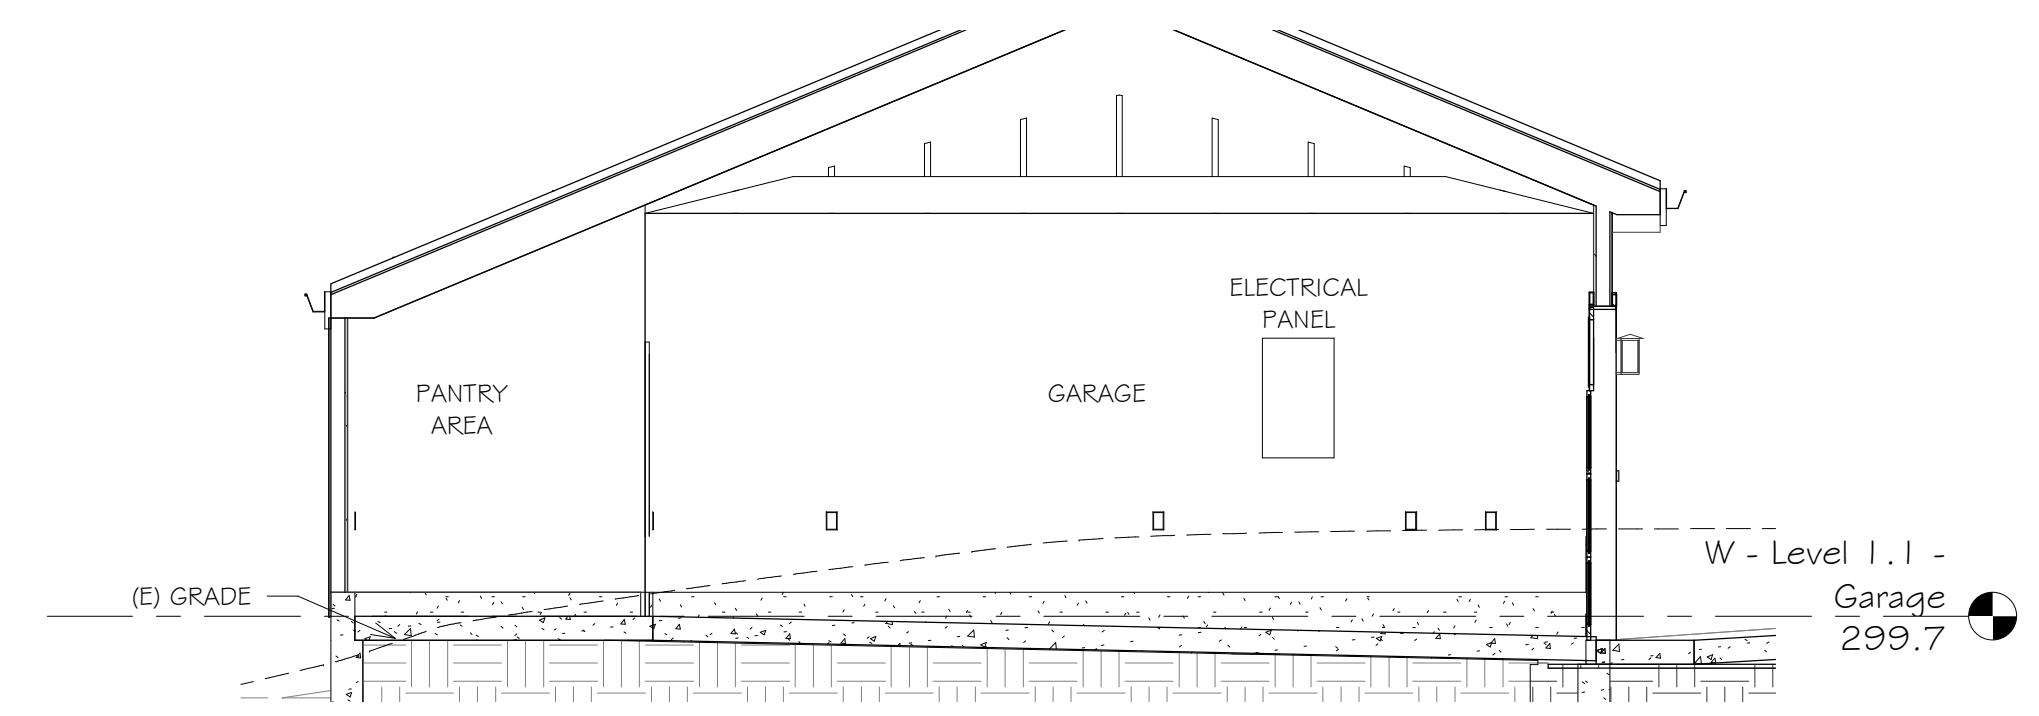 ELECTRICAL
PANEL
PANTRY
AREA
GARAGE
(E) GRADE
W - Level 1.1 -
Garage
299.7